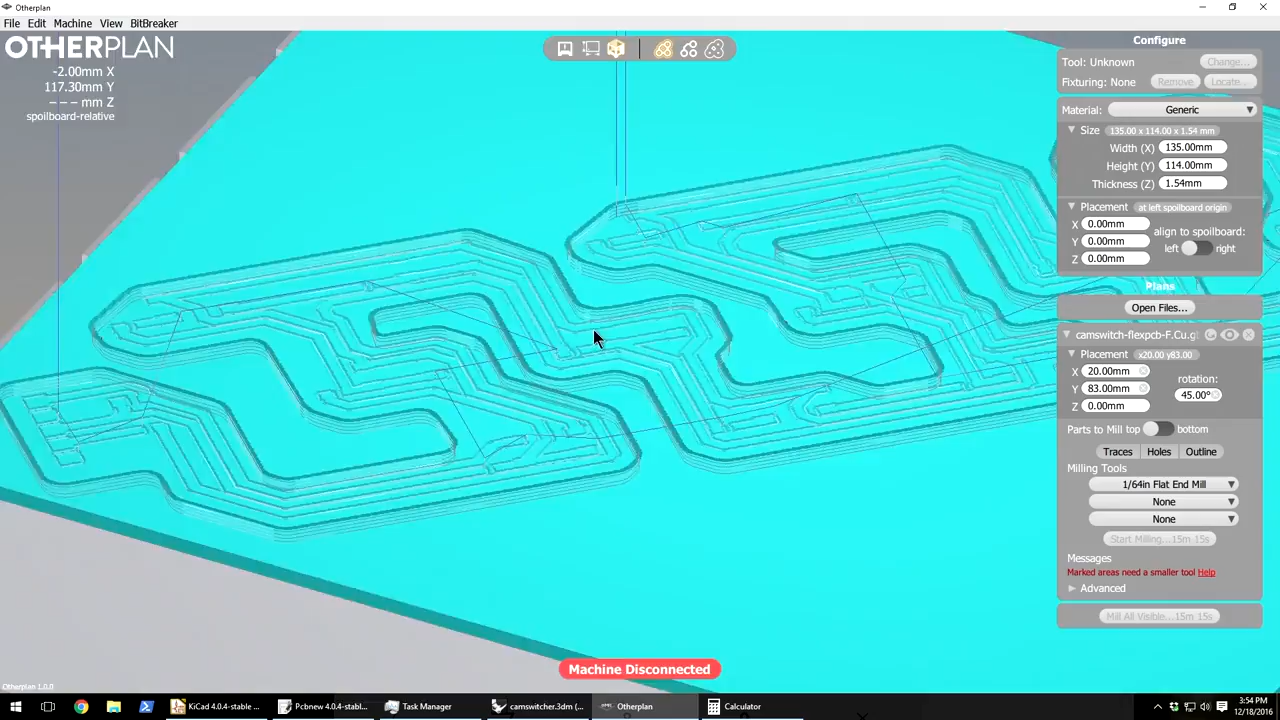 Otherplan
File Edit Machine View BitBreaker
OTHERPLAN
-2.00mm X
117.30mm Y
--- mm Z
spoilboard-relative
Configure
Tool: Unknown Change...
Fixturing: None Remove Locate...
Material: Generic
Size 135.00 x 114.00 x 1.54 mm
Width (X) 135.00mm
Height (Y) 114.00mm
Thickness (Z) 1.54mm
Placement at left spoilboard origin
X 0.00mm
Y 0.00mm align to spoilboard:
left right
Z 0.00mm
Plans
Open Files...
camswitch-flexpcb-F.Cu.g
Placement x20.00 y83.00
X 20.00mm
rotation:
Y 83.00mm
45.00°
Z 0.00mm
Parts to Mill top bottom
Traces Holes Outline
Milling Tools
1/64in Flat End Mill
None
None
Start Milling...15m 15s
Messages
Marked areas need a smaller tool Help
Advanced
Mill All Visible...15m 15s
Machine Disconnected
Otherplan 1.0.0
KiCad 4.0.4-stable ... Pcbnew 4.0.4-stabl... Task Manager camswitcher.3dm (... Otherplan Calculator
3:54 PM
12/18/2016